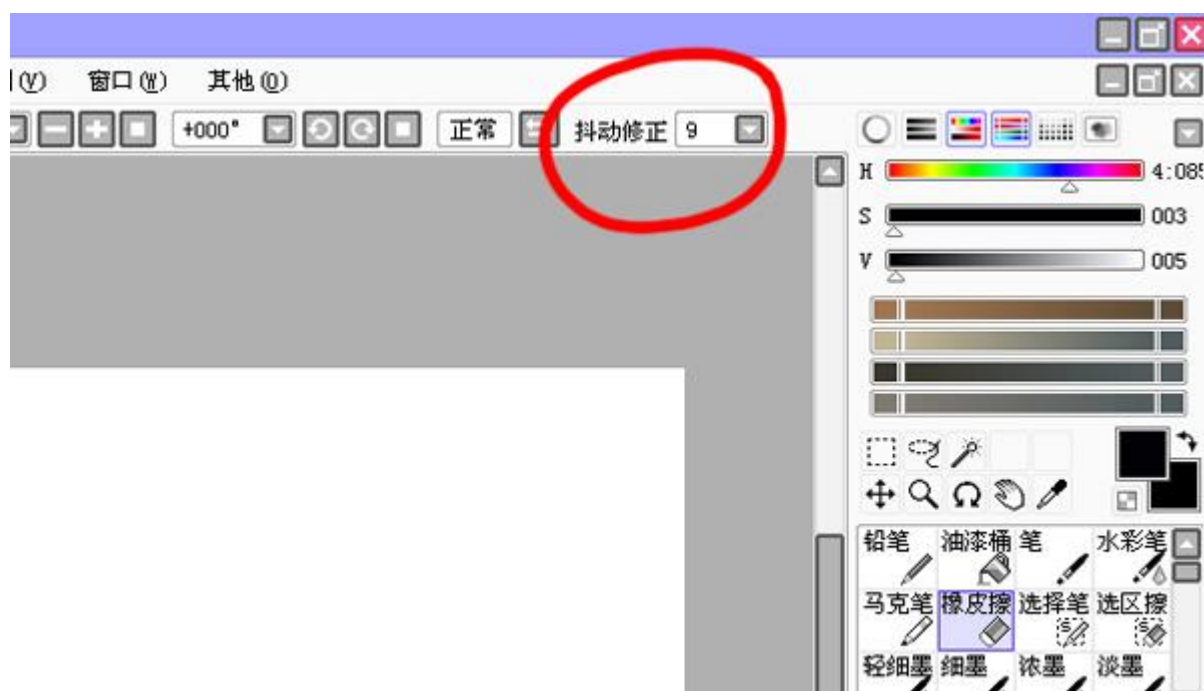 (V) 窗口(W) 其他(O)
+000° 正常 抖动修正 9
H 4:085
S 003
V 005
铅笔 油漆桶 笔 水彩笔
马克笔 橡皮擦 选择笔 选区擦
轻细墨 细墨 浓墨 淡墨